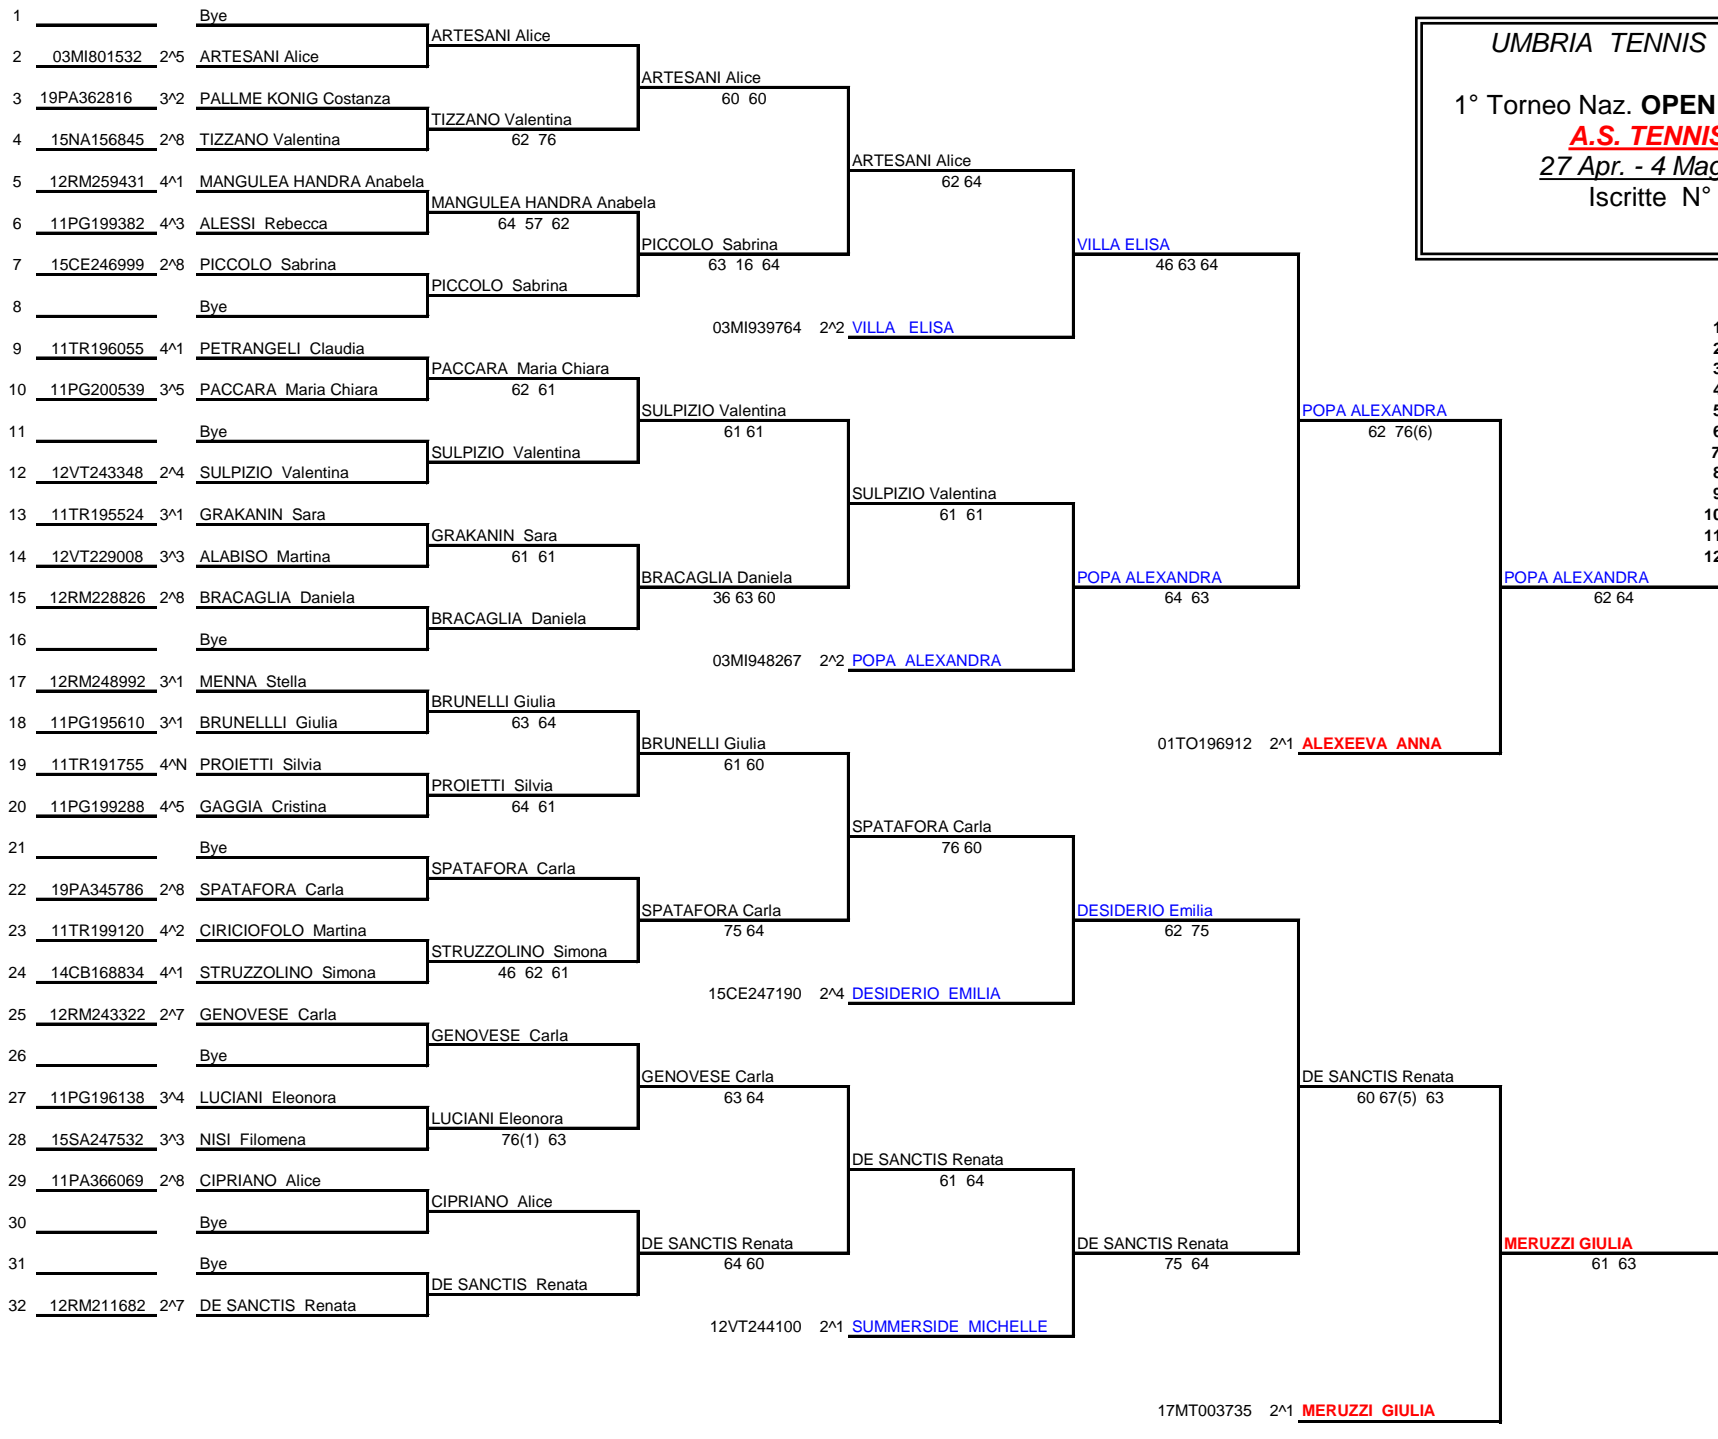 UMBRIA TENNIS
1° Torneo Naz. OPEN
A.S. TENNIS
27 Apr. - 4 Mag
Iscritte N°
1 Bye
ARTESANI Alice
2 03MI801532 2^5 ARTESANI Alice
ARTESANI Alice
60 60
3 19PA362816 3^2 PALLME KONIG Costanza
TIZZANO Valentina
62 76
4 15NA156845 2^8 TIZZANO Valentina
ARTESANI Alice
62 64
5 12RM259431 4^1 MANGULEA HANDRA Anabela
MANGULEA HANDRA Anabela
64 57 62
6 11PG199382 4^3 ALESSI Rebecca
PICCOLO Sabrina
63 16 64
VILLA ELISA
46 63 64
7 15CE246999 2^8 PICCOLO Sabrina
PICCOLO Sabrina
8 Bye
03MI939764 2^2 VILLA ELISA
9 11TR196055 4^1 PETRANGELI Claudia
PACCARA Maria Chiara
62 61
10 11PG200539 3^5 PACCARA Maria Chiara
SULPIZIO Valentina
61 61
POPA ALEXANDRA
62 76(6)
11 Bye
SULPIZIO Valentina
12 12VT243348 2^4 SULPIZIO Valentina
SULPIZIO Valentina
61 61
13 11TR195524 3^1 GRAKANIN Sara
GRAKANIN Sara
61 61
14 12VT229008 3^3 ALABISO Martina
BRACAGLIA Daniela
36 63 60
POPA ALEXANDRA
64 63
POPA ALEXANDRA
62 64
15 12RM228826 2^8 BRACAGLIA Daniela
BRACAGLIA Daniela
16 Bye
03MI948267 2^2 POPA ALEXANDRA
17 12RM248992 3^1 MENNA Stella
BRUNELLI Giulia
63 64
18 11PG195610 3^1 BRUNELLLI Giulia
BRUNELLI Giulia
61 60
01TO196912 2^1 ALEXEEVA ANNA
19 11TR191755 4^N PROIETTI Silvia
PROIETTI Silvia
64 61
20 11PG199288 4^5 GAGGIA Cristina
SPATAFORA Carla
76 60
21 Bye
SPATAFORA Carla
22 19PA345786 2^8 SPATAFORA Carla
SPATAFORA Carla
75 64
DESIDERIO Emilia
62 75
23 11TR199120 4^2 CIRICIOFOLO Martina
STRUZZOLINO Simona
46 62 61
24 14CB168834 4^1 STRUZZOLINO Simona
15CE247190 2^4 DESIDERIO EMILIA
25 12RM243322 2^7 GENOVESE Carla
GENOVESE Carla
26 Bye
GENOVESE Carla
63 64
DE SANCTIS Renata
60 67(5) 63
27 11PG196138 3^4 LUCIANI Eleonora
LUCIANI Eleonora
76(1) 63
28 15SA247532 3^3 NISI Filomena
DE SANCTIS Renata
61 64
29 11PA366069 2^8 CIPRIANO Alice
CIPRIANO Alice
30 Bye
DE SANCTIS Renata
64 60
DE SANCTIS Renata
75 64
MERUZZI GIULIA
61 63
31 Bye
DE SANCTIS Renata
32 12RM211682 2^7 DE SANCTIS Renata
12VT244100 2^1 SUMMERSIDE MICHELLE
17MT003735 2^1 MERUZZI GIULIA